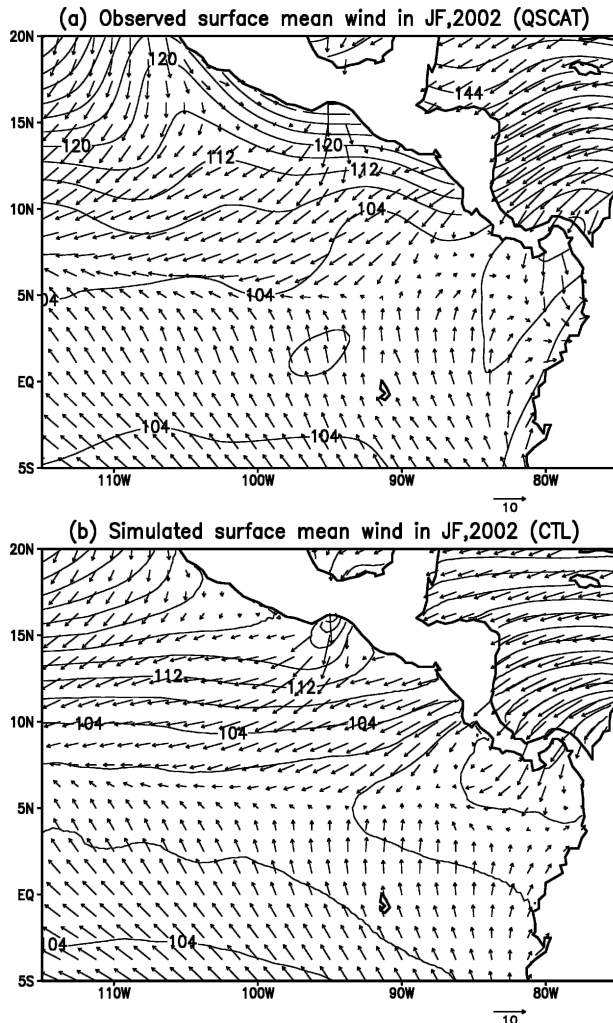 (a) Observed surface mean wind in JF,2002 (QSCAT)
20N
120
144
15N
120
120
112
112
10N
104
5N
04
104
EQ
104
104
5S
110W 100W 90W 80W
10
(b) Simulated surface mean wind in JF,2002 (CTL)
20N
15N
112
112
10N
104
104
104
5N
EQ
04
104
5S
110W 100W 90W 80W
10